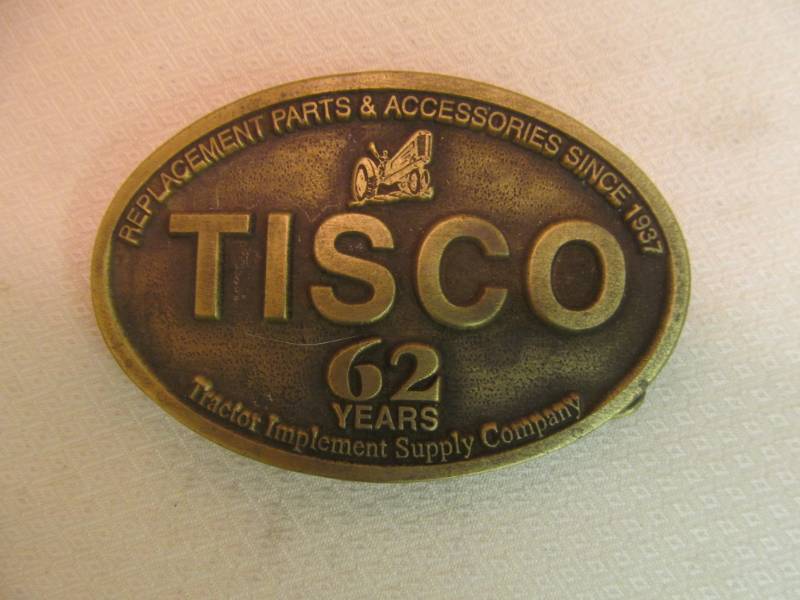 REPLACEMENT PARTS & ACCESSORIES SINCE 1937
TISCO
62
YEARS
Tractor Implement Supply Company